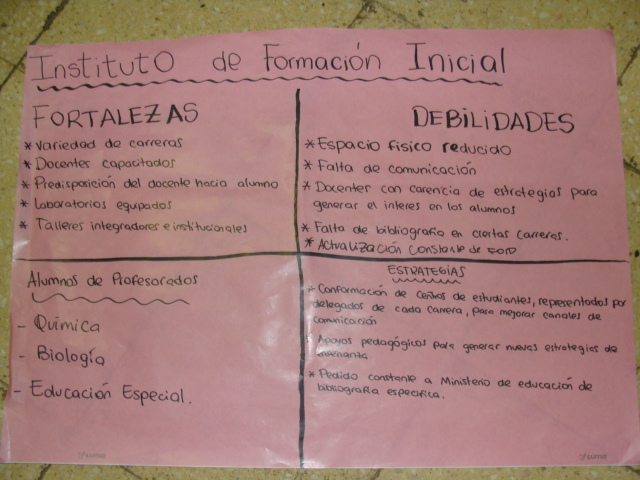 Instituto de Formación Inicial
FORTALEZAS
* Variedad de carreras
* Docentes capacitados
* Predisposición del docente hacia alumno
* Laboratorios equipados
* Talleres integradores e institucionales
DEBILIDADES
* Espacio fisico reducido
* Falta de comunicación
* Docentes con carencia de estrategias para
generar el interes en los alumnos
* Falta de bibliografia en ciertas carreras.
* Actualización constante de
Alumnos de Profesorados
- Química
- Biología
- Educación Especial.
ESTRATEGIAS
* Conformación de centros de estudiantes, representados por
delegados de cada carrera, para mejorar canales de
comunicación
* Apoyos pedagógicos para generar nuevas estrategias de
enseñanza
* Pedido constante a Ministerio de educación de
bibliografia especifica.